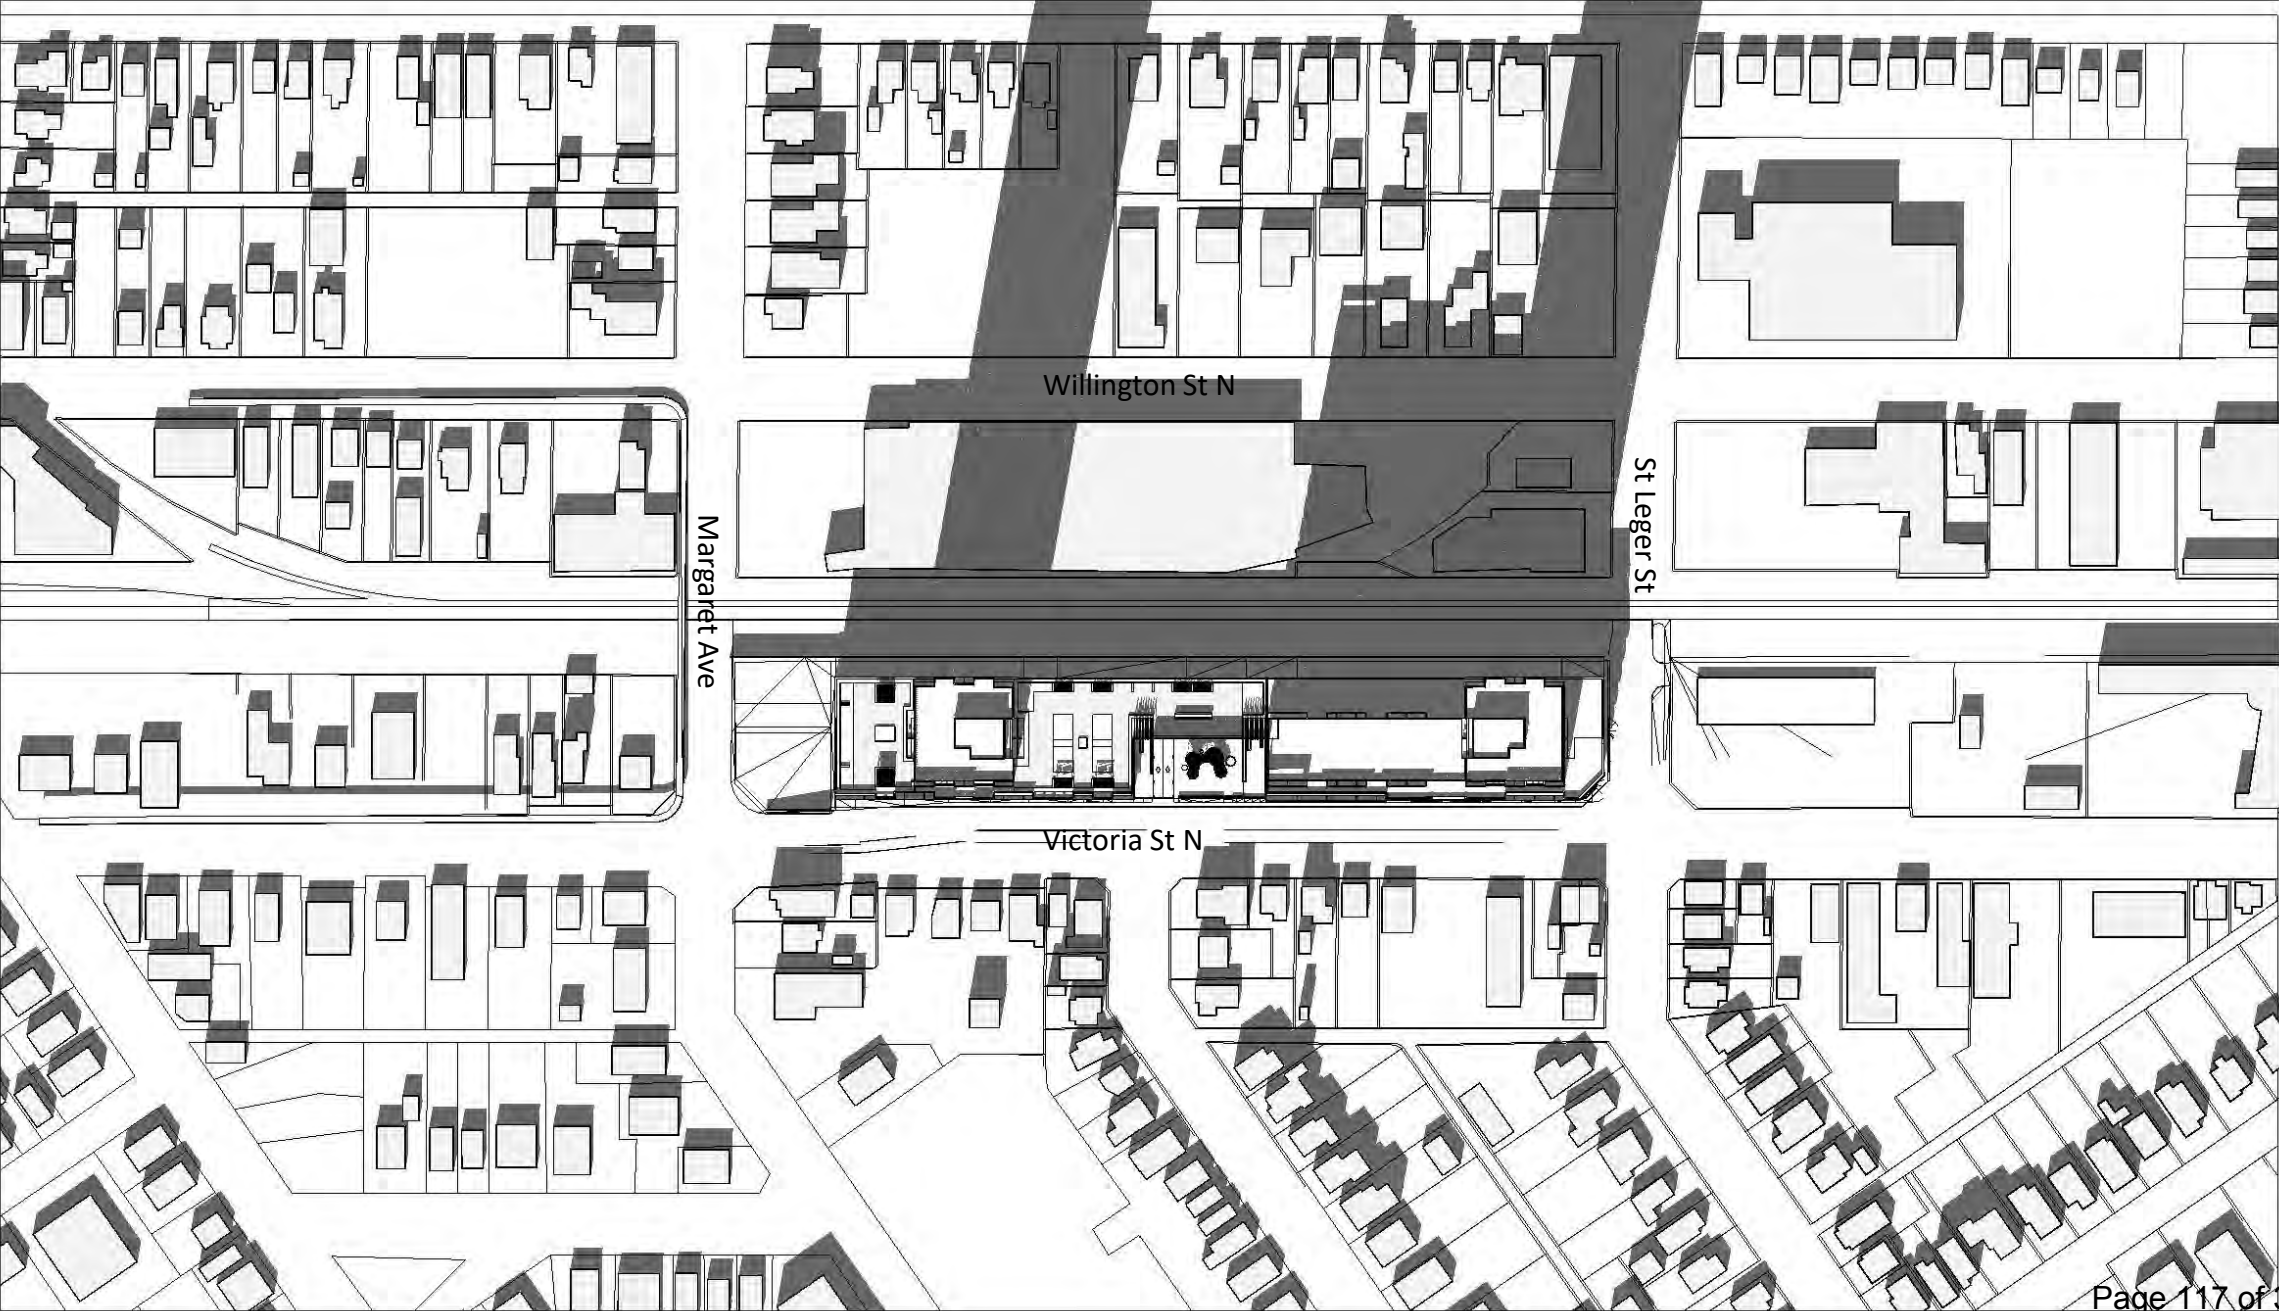 Willington St N
St Leger St
Margaret Ave
Victoria St N
Page 117 of